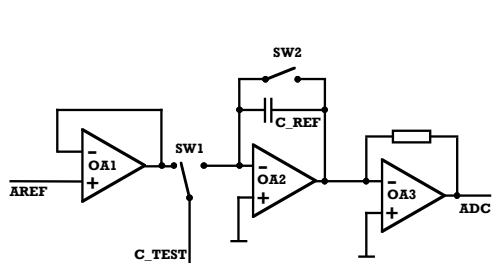 SW2
C_REF
SW1
OA1
OA2
OA3
AREF
ADC
C_TEST